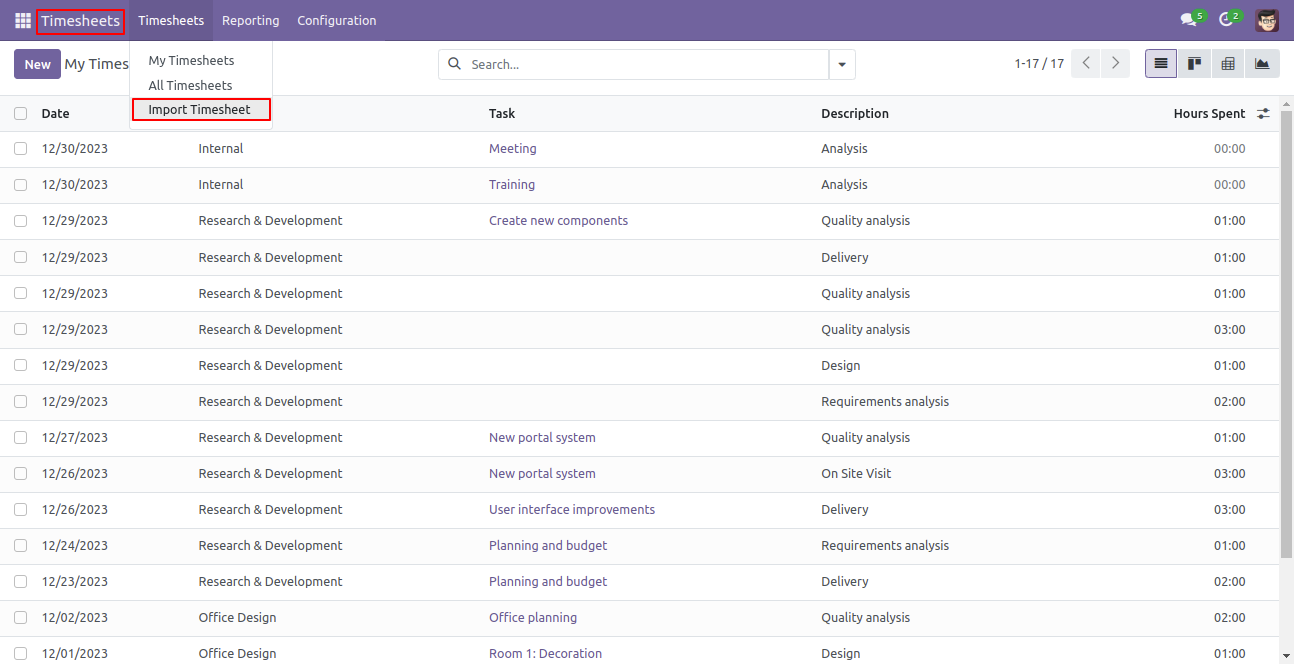 Timesheets Timesheets Reporting Configuration 5 2
New My Times Search... 1-17 / 17
My Timesheets
All Timesheets
Import Timesheet
Date Task Description Hours Spent
12/30/2023 Internal Meeting Analysis 00:00
12/30/2023 Internal Training Analysis 00:00
12/29/2023 Research & Development Create new components Quality analysis 01:00
12/29/2023 Research & Development Delivery 01:00
12/29/2023 Research & Development Quality analysis 01:00
12/29/2023 Research & Development Quality analysis 03:00
12/29/2023 Research & Development Design 01:00
12/29/2023 Research & Development Requirements analysis 02:00
12/27/2023 Research & Development New portal system Quality analysis 01:00
12/26/2023 Research & Development New portal system On Site Visit 03:00
12/26/2023 Research & Development User interface improvements Delivery 03:00
12/24/2023 Research & Development Planning and budget Requirements analysis 01:00
12/23/2023 Research & Development Planning and budget Delivery 02:00
12/02/2023 Office Design Office planning Quality analysis 02:00
12/01/2023 Office Design Room 1: Decoration Design 01:00